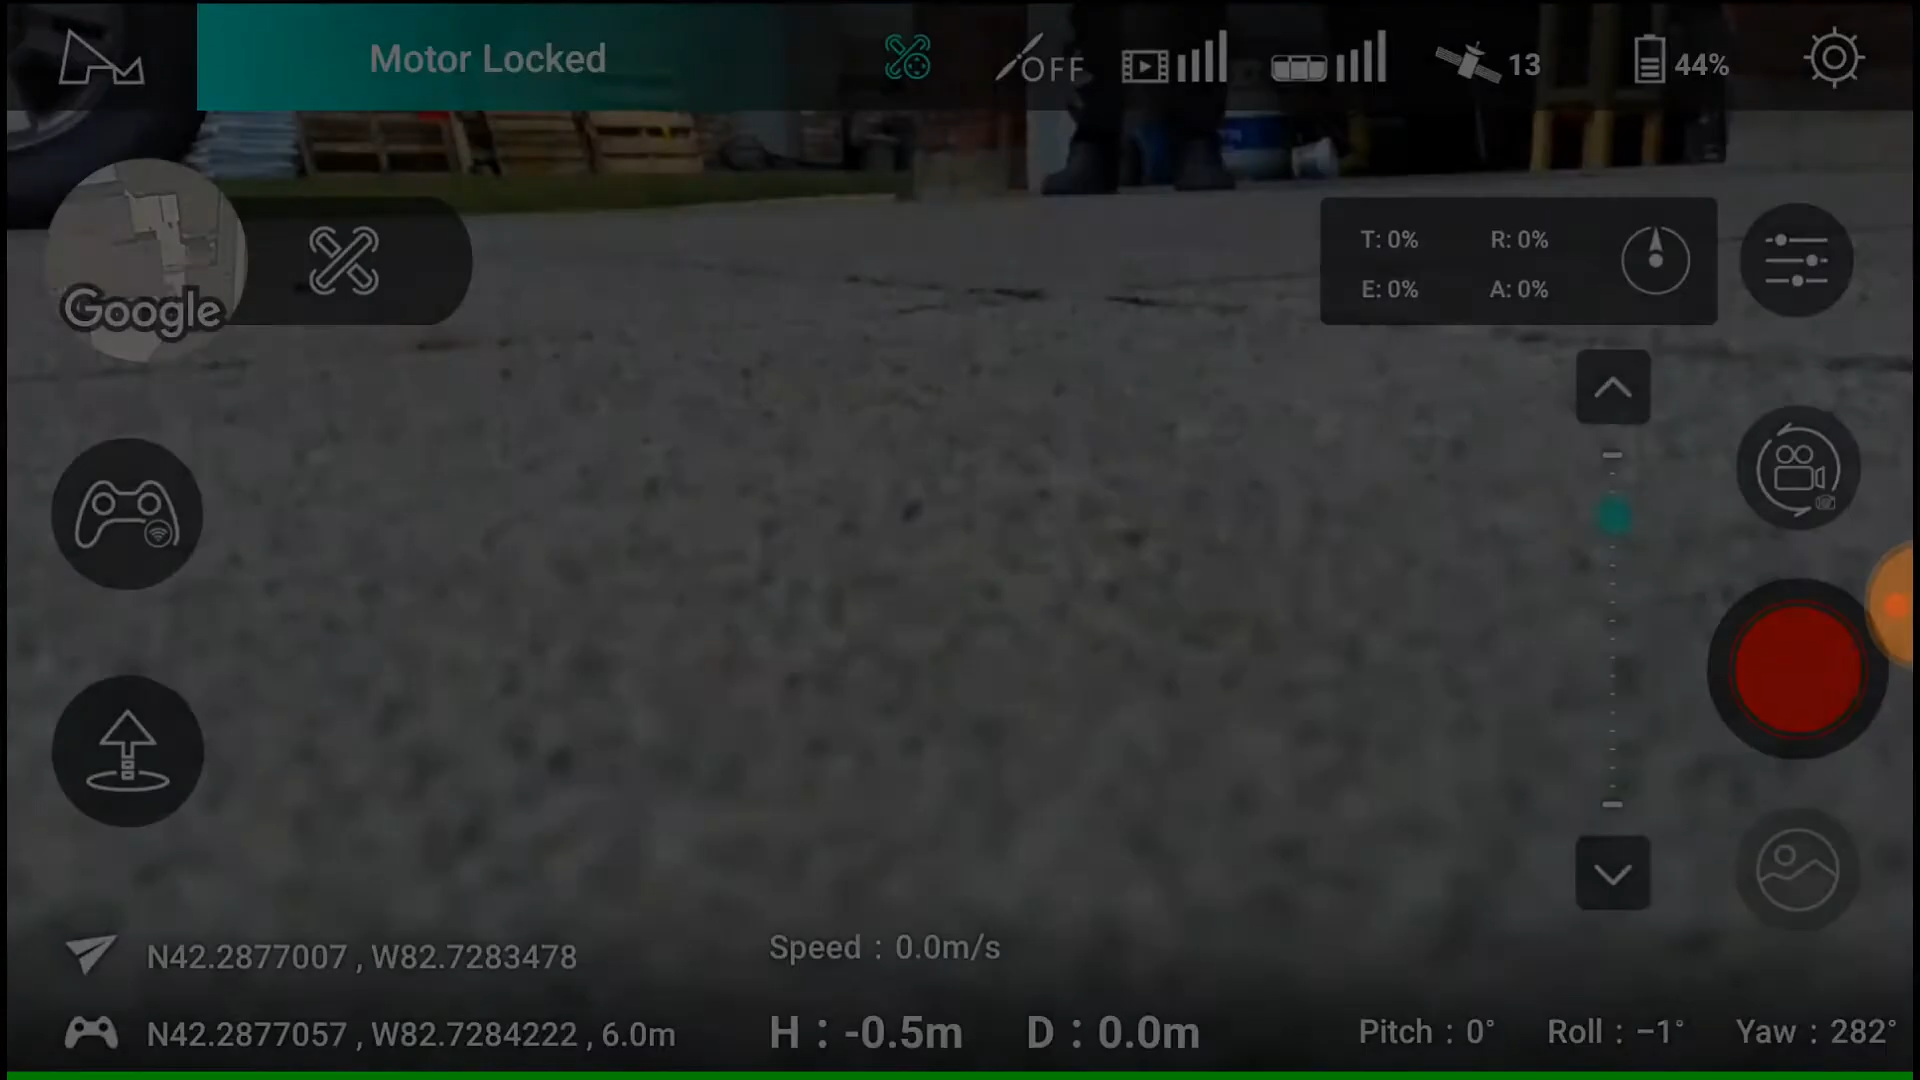 Motor Locked
OFF
13
44%
Google
T: 0% R: 0%
E: 0% A: 0%
N42.2877007 , W82.7283478
Speed : 0.0m/s
N42.2877057 , W82.7284222 , 6.0m
H : -0.5m D : 0.0m
Pitch : 0° Roll : −1° Yaw : 282°